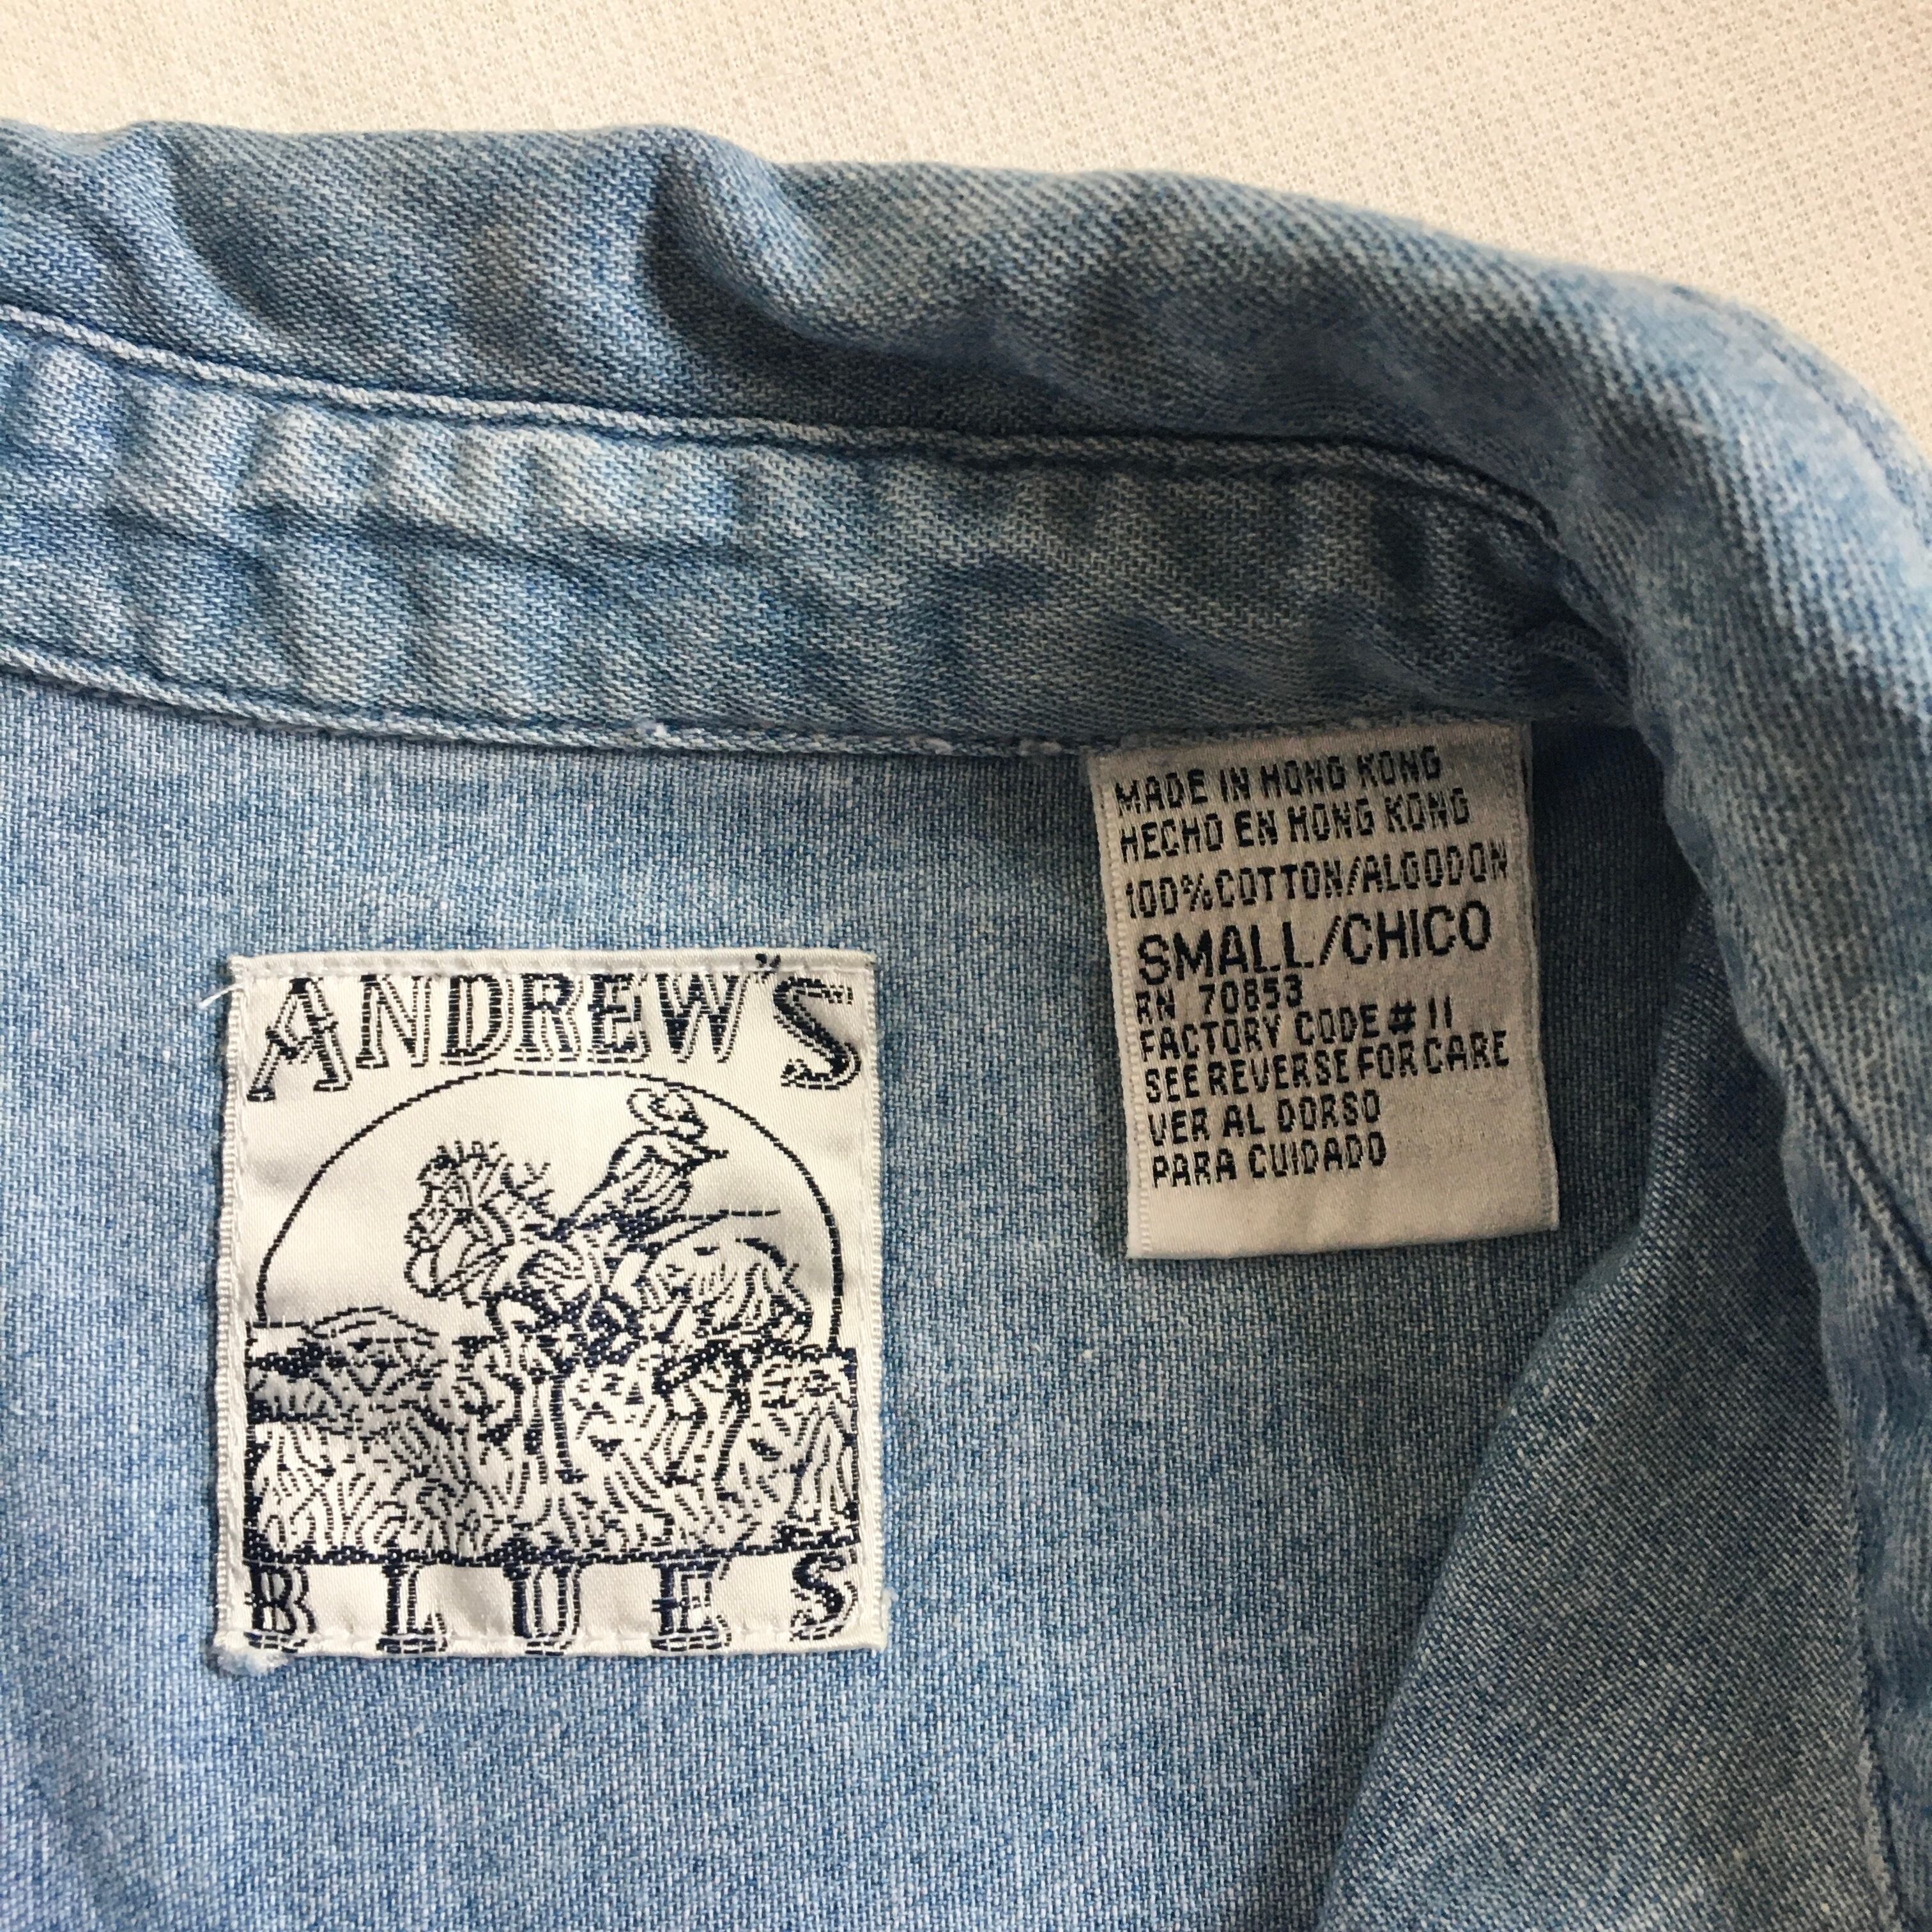 ANDREW'S
BLUES
MADE IN HONG KONG
HECHO EN HONG KONG
100% COTTON/ALGODON
SMALL/CHICO
RN 70853
FACTORY CODE # 11
SEE REVERSE FOR CARE
VER AL DORSO
PARA CUIDADO